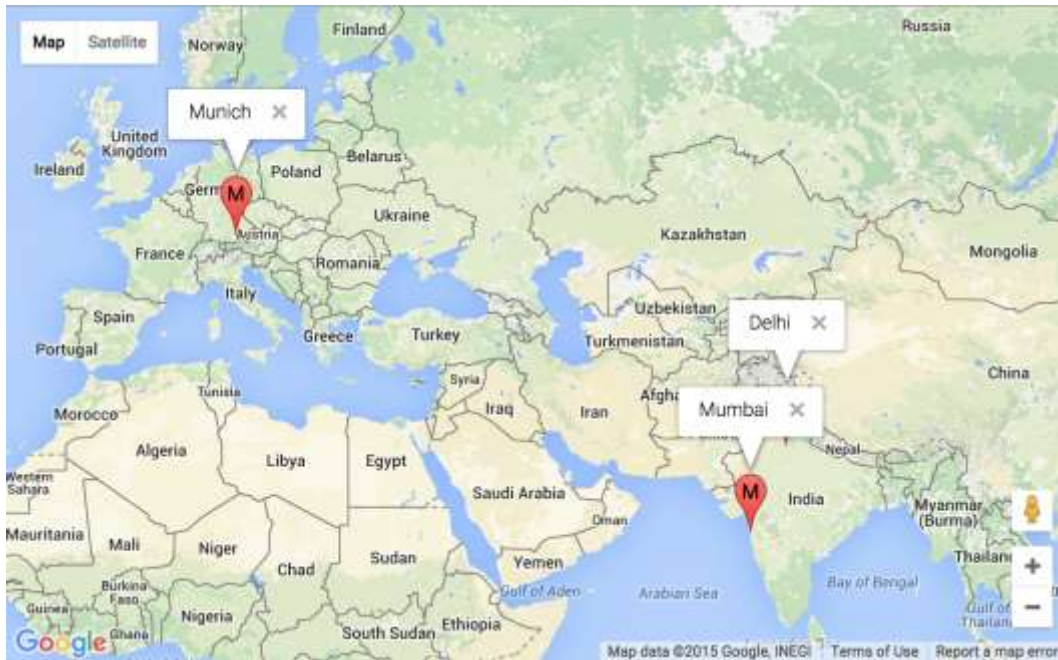 Map Satellite
Norway
Finland
Russia
Munich ×
United
Kingdom
Ireland
Belarus
Poland
Germ
M
Ukraine
Austria
Kazakhstan
Mongolia
France
Romania
Italy
Uzbekistan
Delhi ×
Spain
Greece
Turkey
Turkmenistan
Portugal
China
Syria
Tunisia
Afgha
Iraq
Iran
Mumbai ×
Morocco
Algeria
Libya
Egypt
Nepal
Western
Sahara
Saudi Arabia
M
India
Myanmar
(Burma)
Oman
Mauritania
Mali
Niger
Sudan
Chad
Yemen
Thailand
Burkina
Faso
Gulf of Aden
Arabian Sea
Bay of Bengal
+
Guinea
Nigeria
Ethiopia
Gulf of
−
Ghana
South Sudan
Google
Map data ©2015 Google, INEGI Terms of Use Report a map error